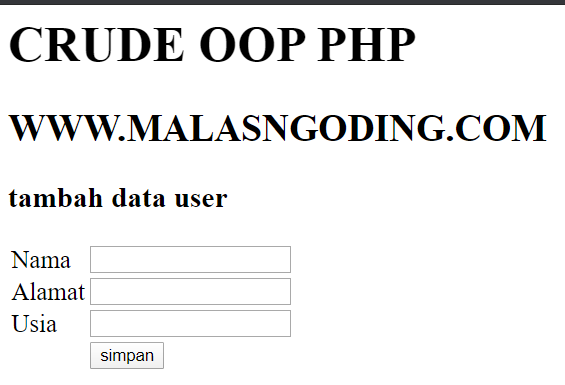 CRUDE OOP PHP
WWW.MALASNGODING.COM
tambah data user
Nama
Alamat
Usia
simpan